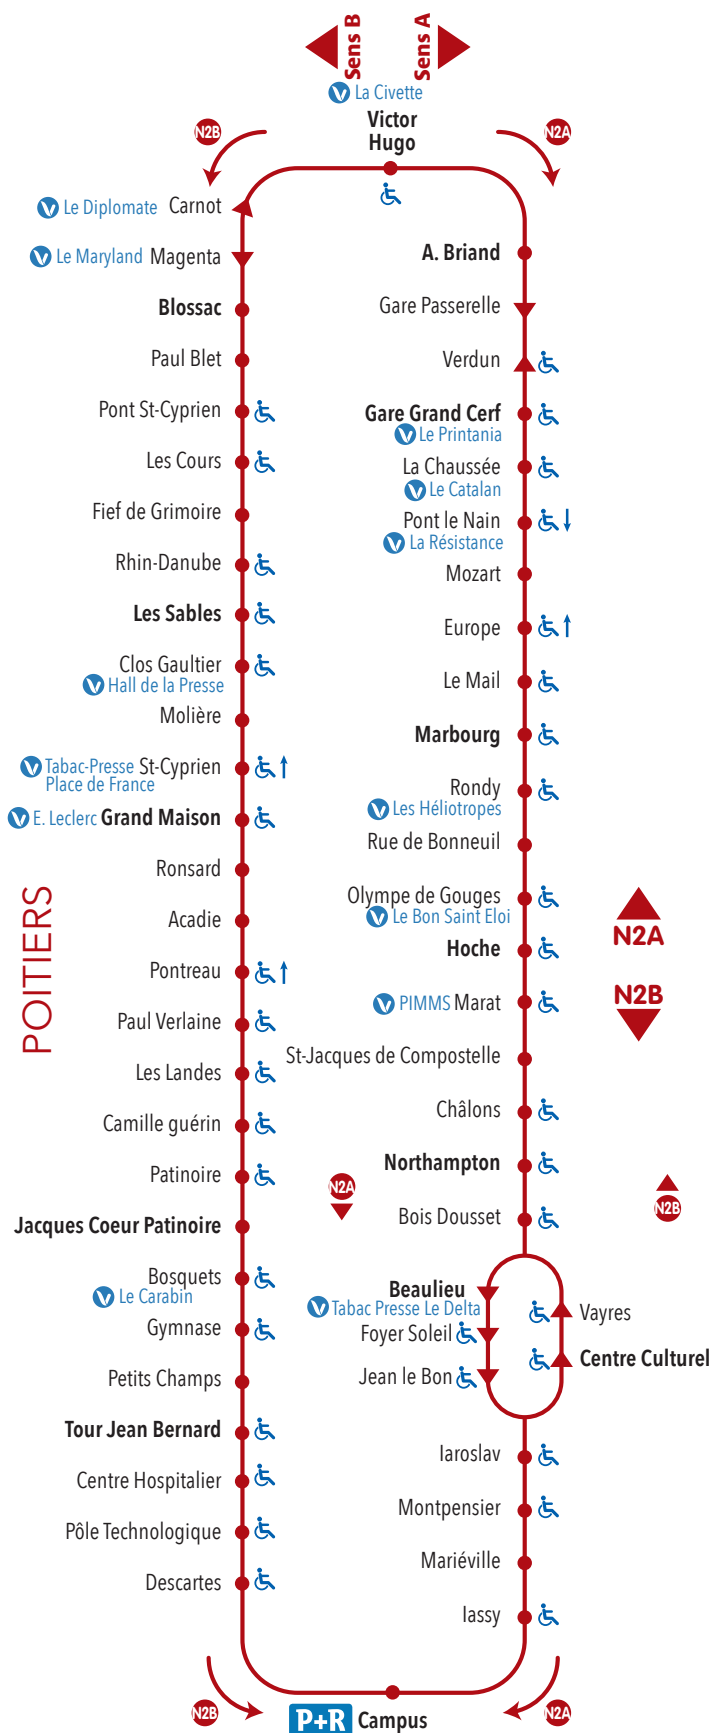 Sens B
Sens A
La Civette
Victor
Hugo
N2B
N2A
Le Diplomate Carnot
Le Maryland Magenta
Blossac
Paul Blet
Pont St-Cyprien
Les Cours
Fief de Grimoire
Rhin-Danube
Les Sables
Clos Gaultier
Hall de la Presse
Molière
Tabac-Presse St-Cyprien
Place de France
E. Leclerc Grand Maison
Ronsard
Acadie
Pontreau
Paul Verlaine
Les Landes
Camille guérin
Patinoire
Jacques Coeur Patinoire
Bosquets
Le Carabin
Gymnase
Petits Champs
Tour Jean Bernard
Centre Hospitalier
Pôle Technologique
Descartes
POITIERS
A. Briand
Gare Passerelle
Verdun
Gare Grand Cerf
Le Printania
La Chaussée
Le Catalan
Pont le Nain
La Résistance
Mozart
Europe
Le Mail
Marbourg
Rondy
Les Héliotropes
Rue de Bonneuil
Olympe de Gouges
Le Bon Saint Eloi
Hoche
PIMMS Marat
St-Jacques de Compostelle
Châlons
Northampton
Bois Dousset
Beaulieu
Tabac Presse Le Delta
Foyer Soleil
Jean le Bon
Vayres
Centre Culturel
Iaroslav
Montpensier
Mariéville
Iassy
N2A
N2B
N2A
N2B
N2B
P+R Campus
N2A